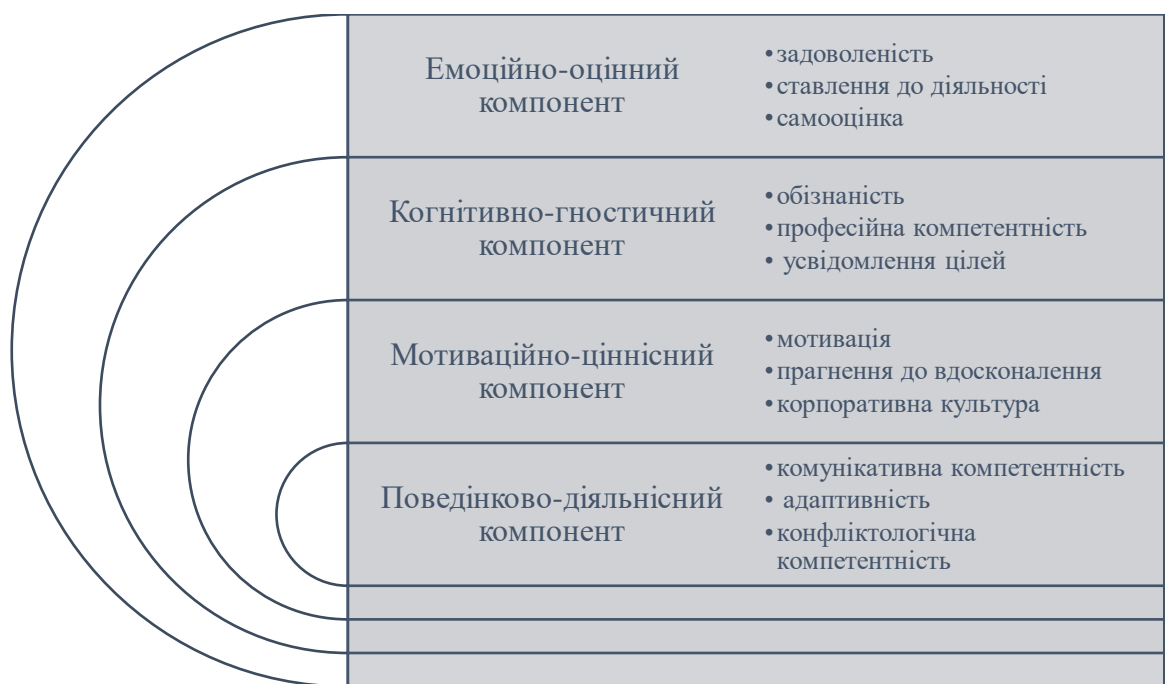 Емоційно-оцінний
компонент
•задоволеність
•ставлення до діяльності
•самооцінка
Когнітивно-гностичний
компонент
•обізнаність
•професійна компетентність
• усвідомлення цілей
Мотиваційно-ціннісний
компонент
•мотивація
•прагнення до вдосконалення
•корпоративна культура
Поведінково-діяльнісний
компонент
•комунікативна компетентність
• адаптивність
•конфліктологічна
компетентність